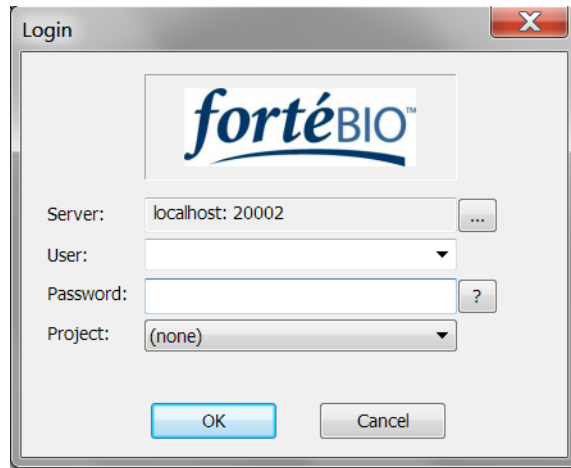 Login
X
fortéBIO™
Server: localhost: 20002 ...
User:
Password: ?
Project: (none)
OK Cancel